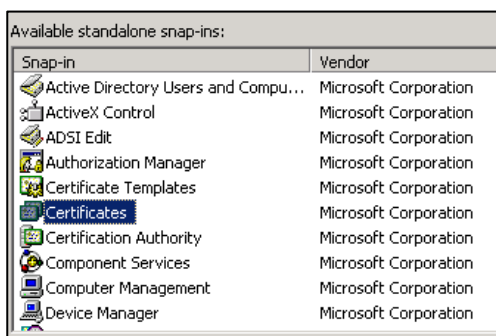 Available standalone snap-ins:
Snap-in Vendor
Active Directory Users and Compu... Microsoft Corporation
ActiveX Control Microsoft Corporation
ADSI Edit Microsoft Corporation
Authorization Manager Microsoft Corporation
Certificate Templates Microsoft Corporation
Certificates Microsoft Corporation
Certification Authority Microsoft Corporation
Component Services Microsoft Corporation
Computer Management Microsoft Corporation
Device Manager Microsoft Corporation